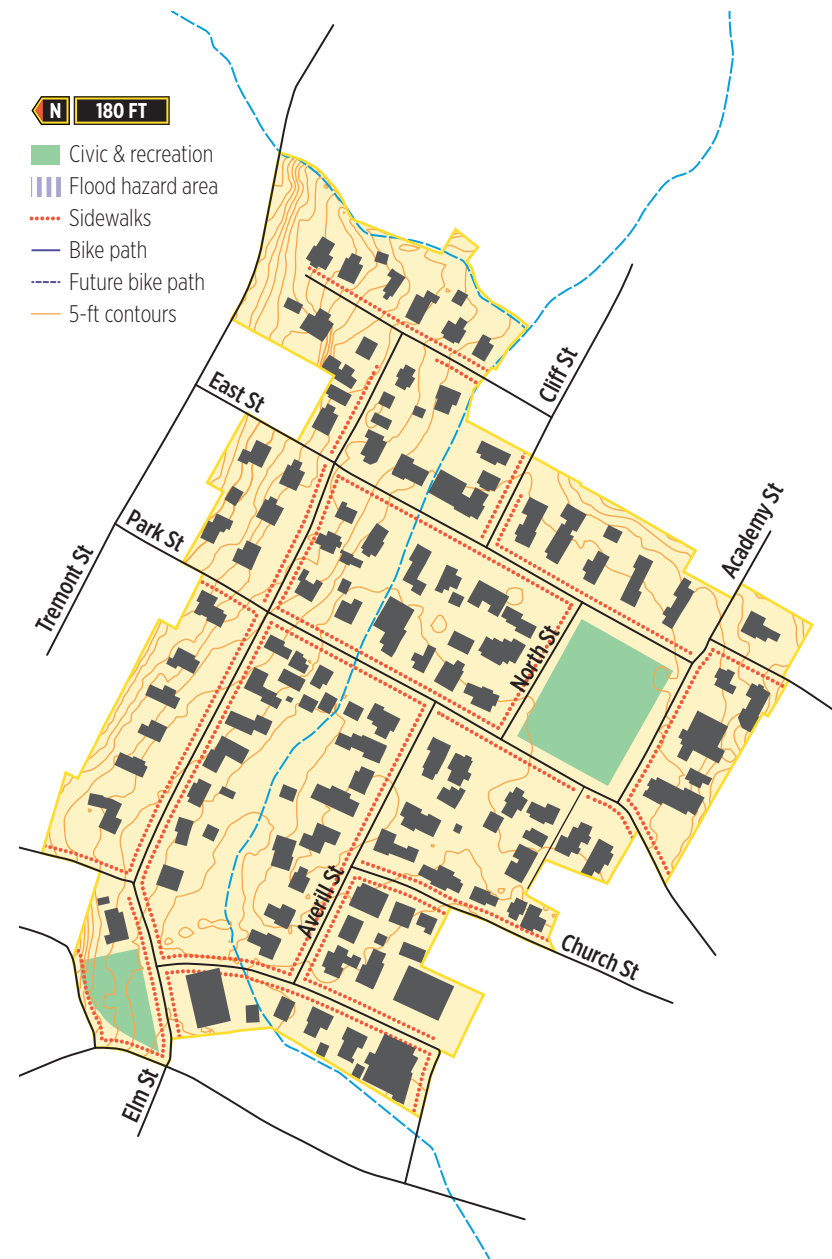 N 180 FT
Civic & recreation
Flood hazard area
Sidewalks
Bike path
Future bike path
5-ft contours
East St
Cliff St
Park St
Academy St
Tremont St
North St
Averill St
Church St
Elm St